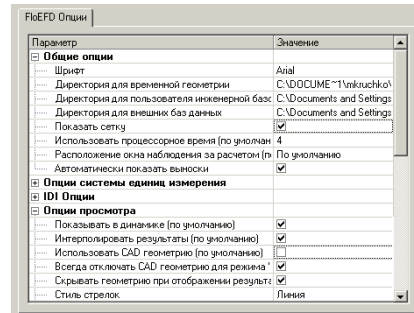 FloEFD Опции
Параметр Значение
Общие опции
Шрифт Arial
Директория для временной геометрии C:\DOCUME~1\mkruchko\
Директория для пользователя инженерной базс C:\Documents and Settings
Директория для внешних баз данных C:\Documents and Settings
Показать сетку
Использовать процессорное время (по умолчан 4
Расположение окна наблюдения за расчетом (п По умолчанию
Автоматически показать выноски
Опции системы единиц измерения
IDI Опции
Опции просмотра
Показывать в динамике (по умолчанию)
Интерполировать результаты (по умолчанию)
Использовать CAD геометрию (по умолчанию)
Всегда отключать CAD геометрию для режима '
Скрывать геометрию при отображении результа
Стиль стрелок Линия